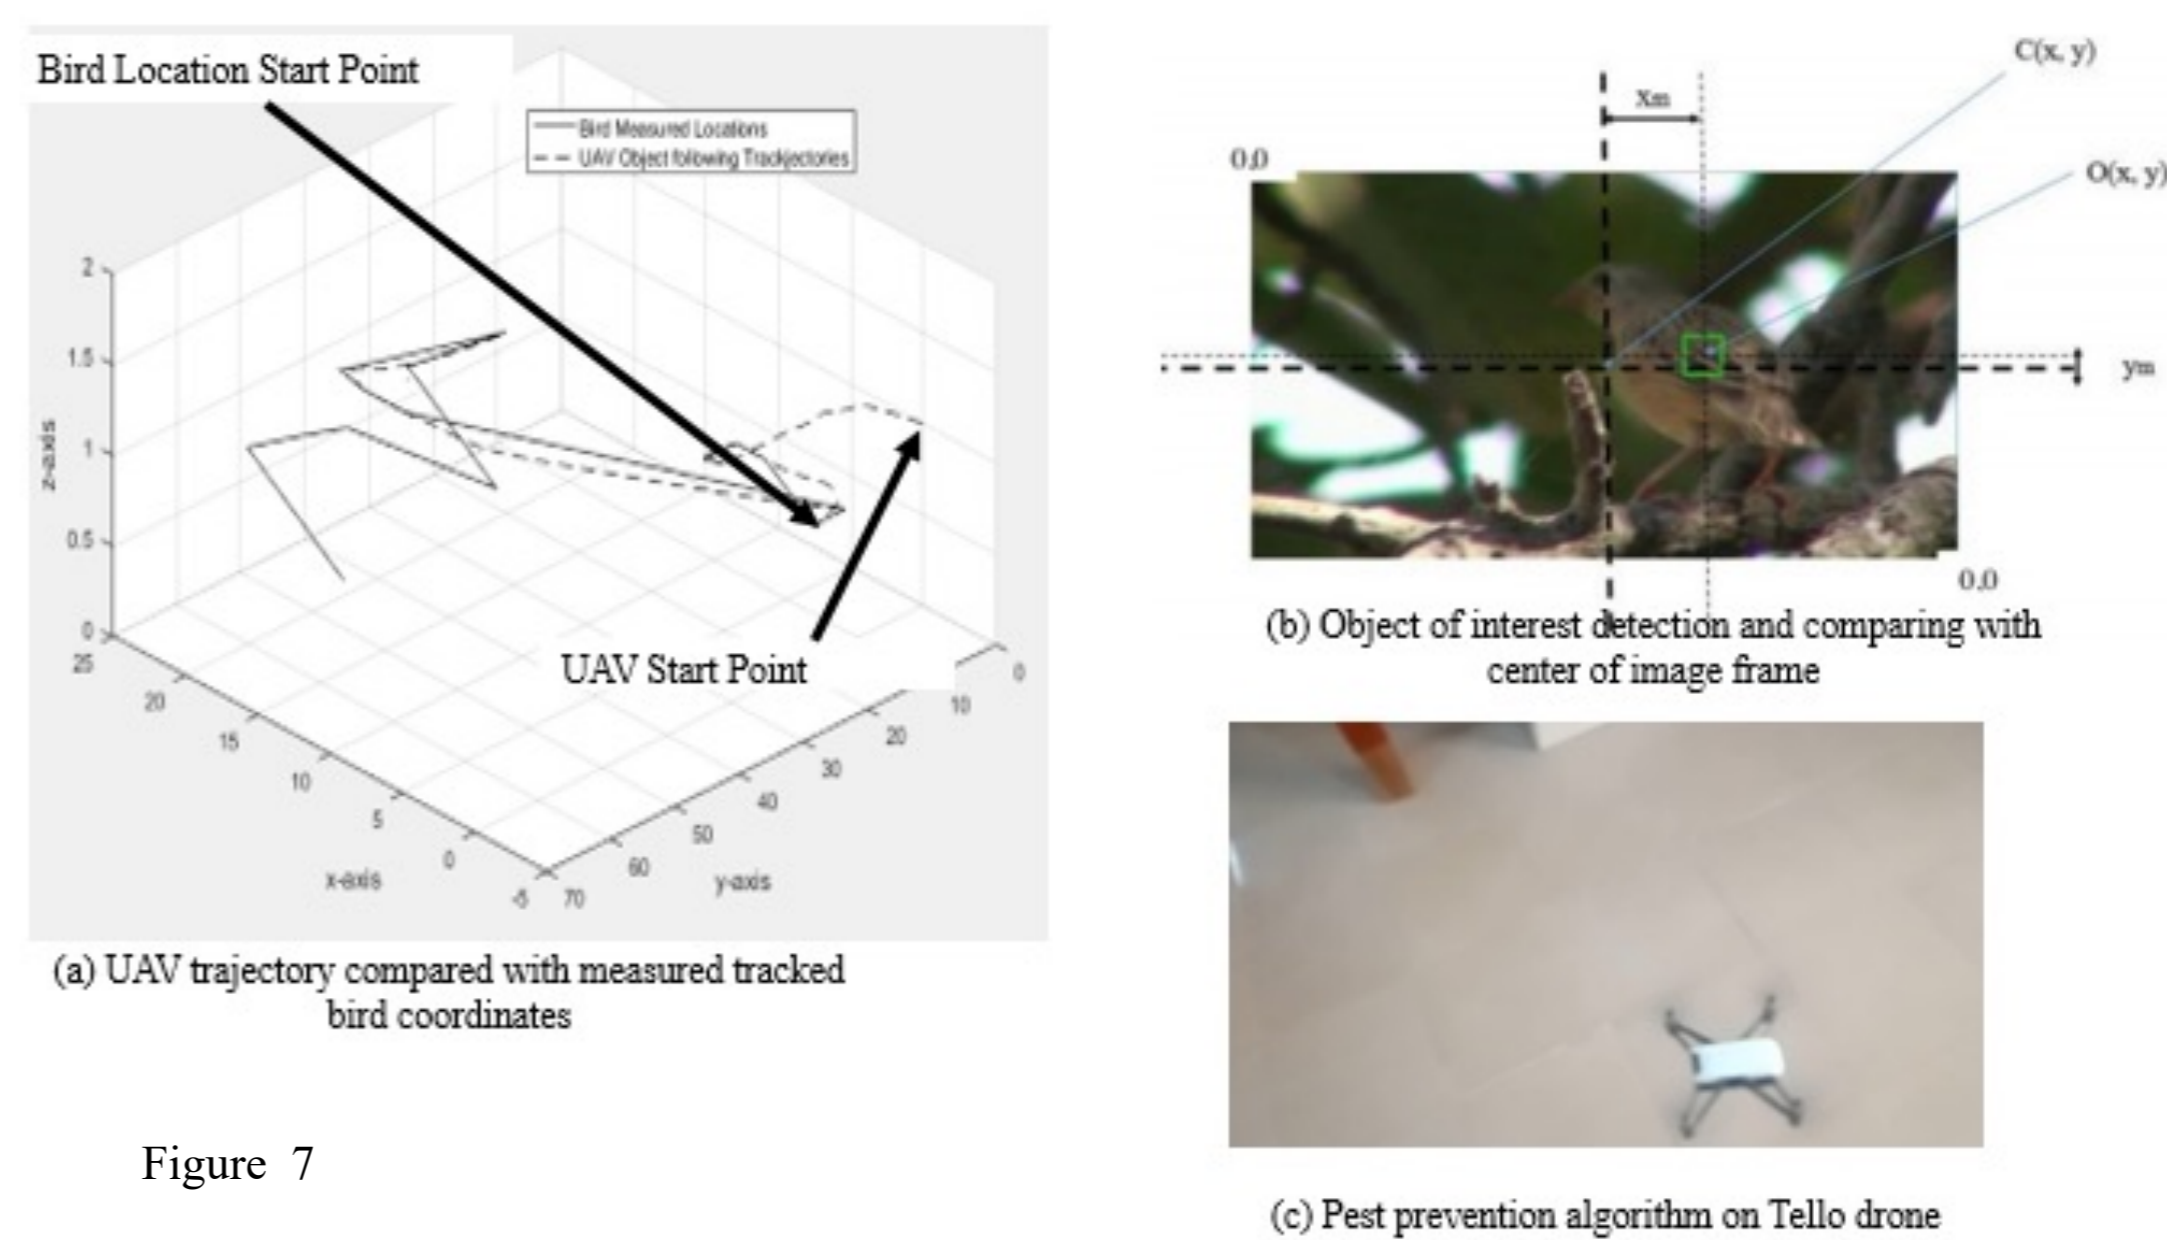 Bird Location Start Point
Bird Measured Locations
UAV Object following Trackjectories
2
1.5
1
0.5
0
z-axis
25
20
15
10
5
0
-5
x-axis
70
60
50
40
30
20
10
0
y-axis
UAV Start Point
(a) UAV trajectory compared with measured tracked
bird coordinates
C(x, y)
Xm
0,0
O(x, y)
ym
0,0
(b) Object of interest detection and comparing with
center of image frame
(c) Pest prevention algorithm on Tello drone
Figure 7